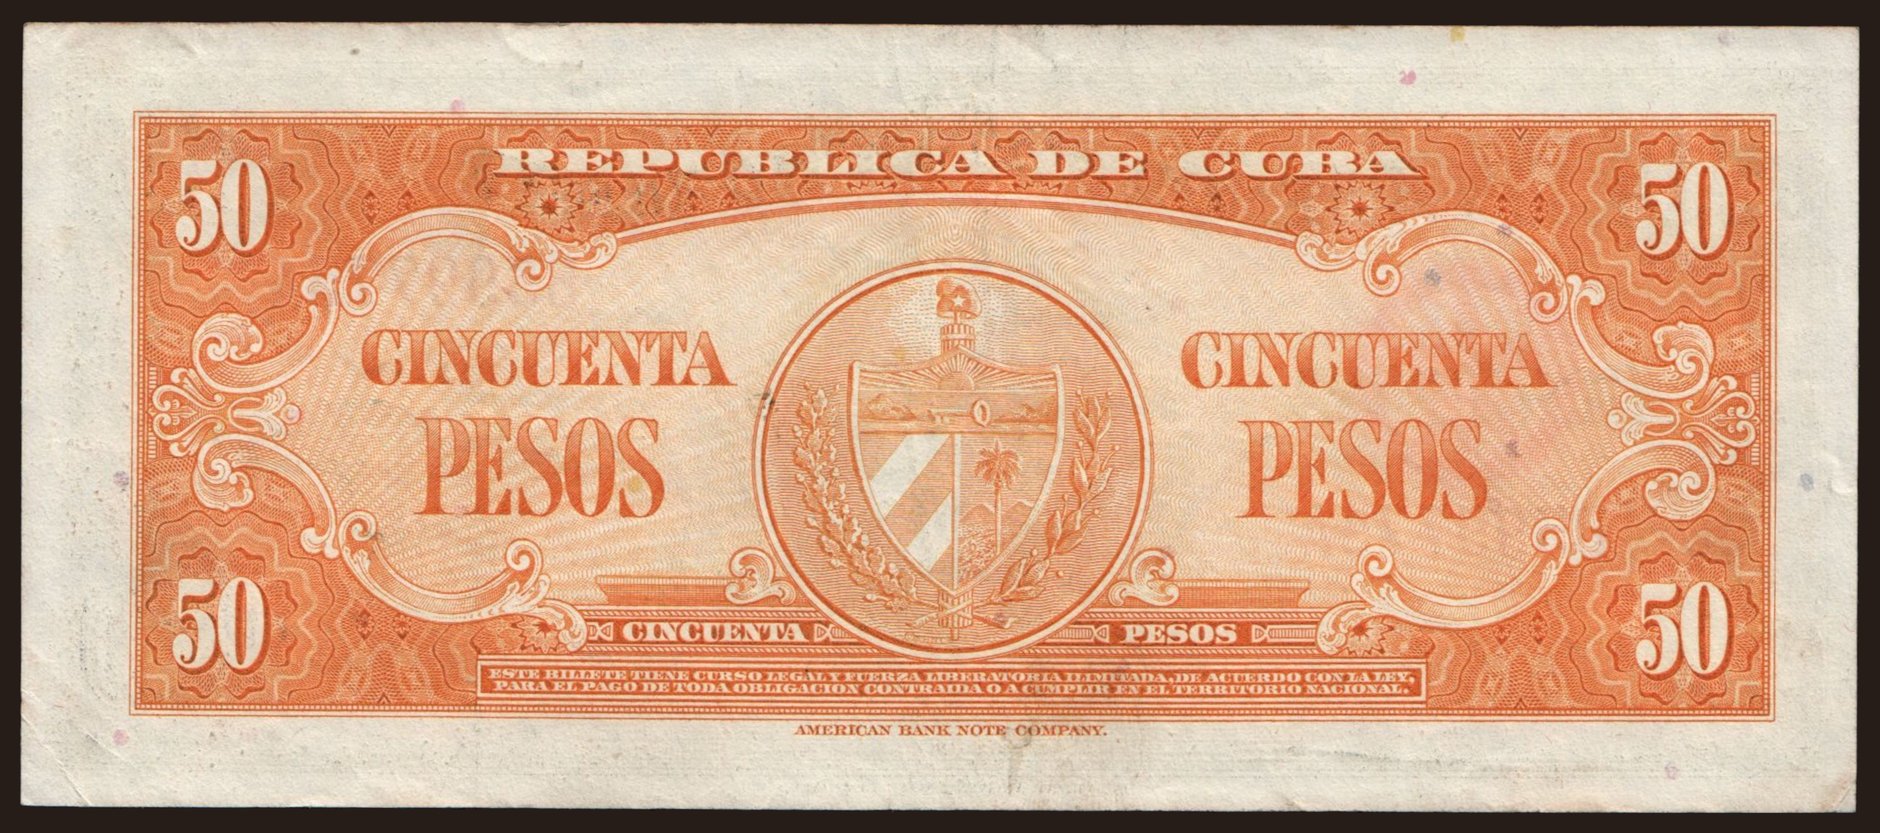 REPUBLICA DE CUBA
50 50
CINCUENTA CINCUENTA
PESOS PESOS
50 50
CINCUENTA PESOS
ESTE BILLETE TIENE CURSO LEGAL Y FUERZA LIBERATORIA ILIMITADA, DE ACUERDO CON LA LEY,
PARA EL PAGO DE TODA OBLIGACIÓN CONTRAIDA O A CUMPLIR EN EL TERRITORIO NACIONAL.
AMERICAN BANK NOTE COMPANY.